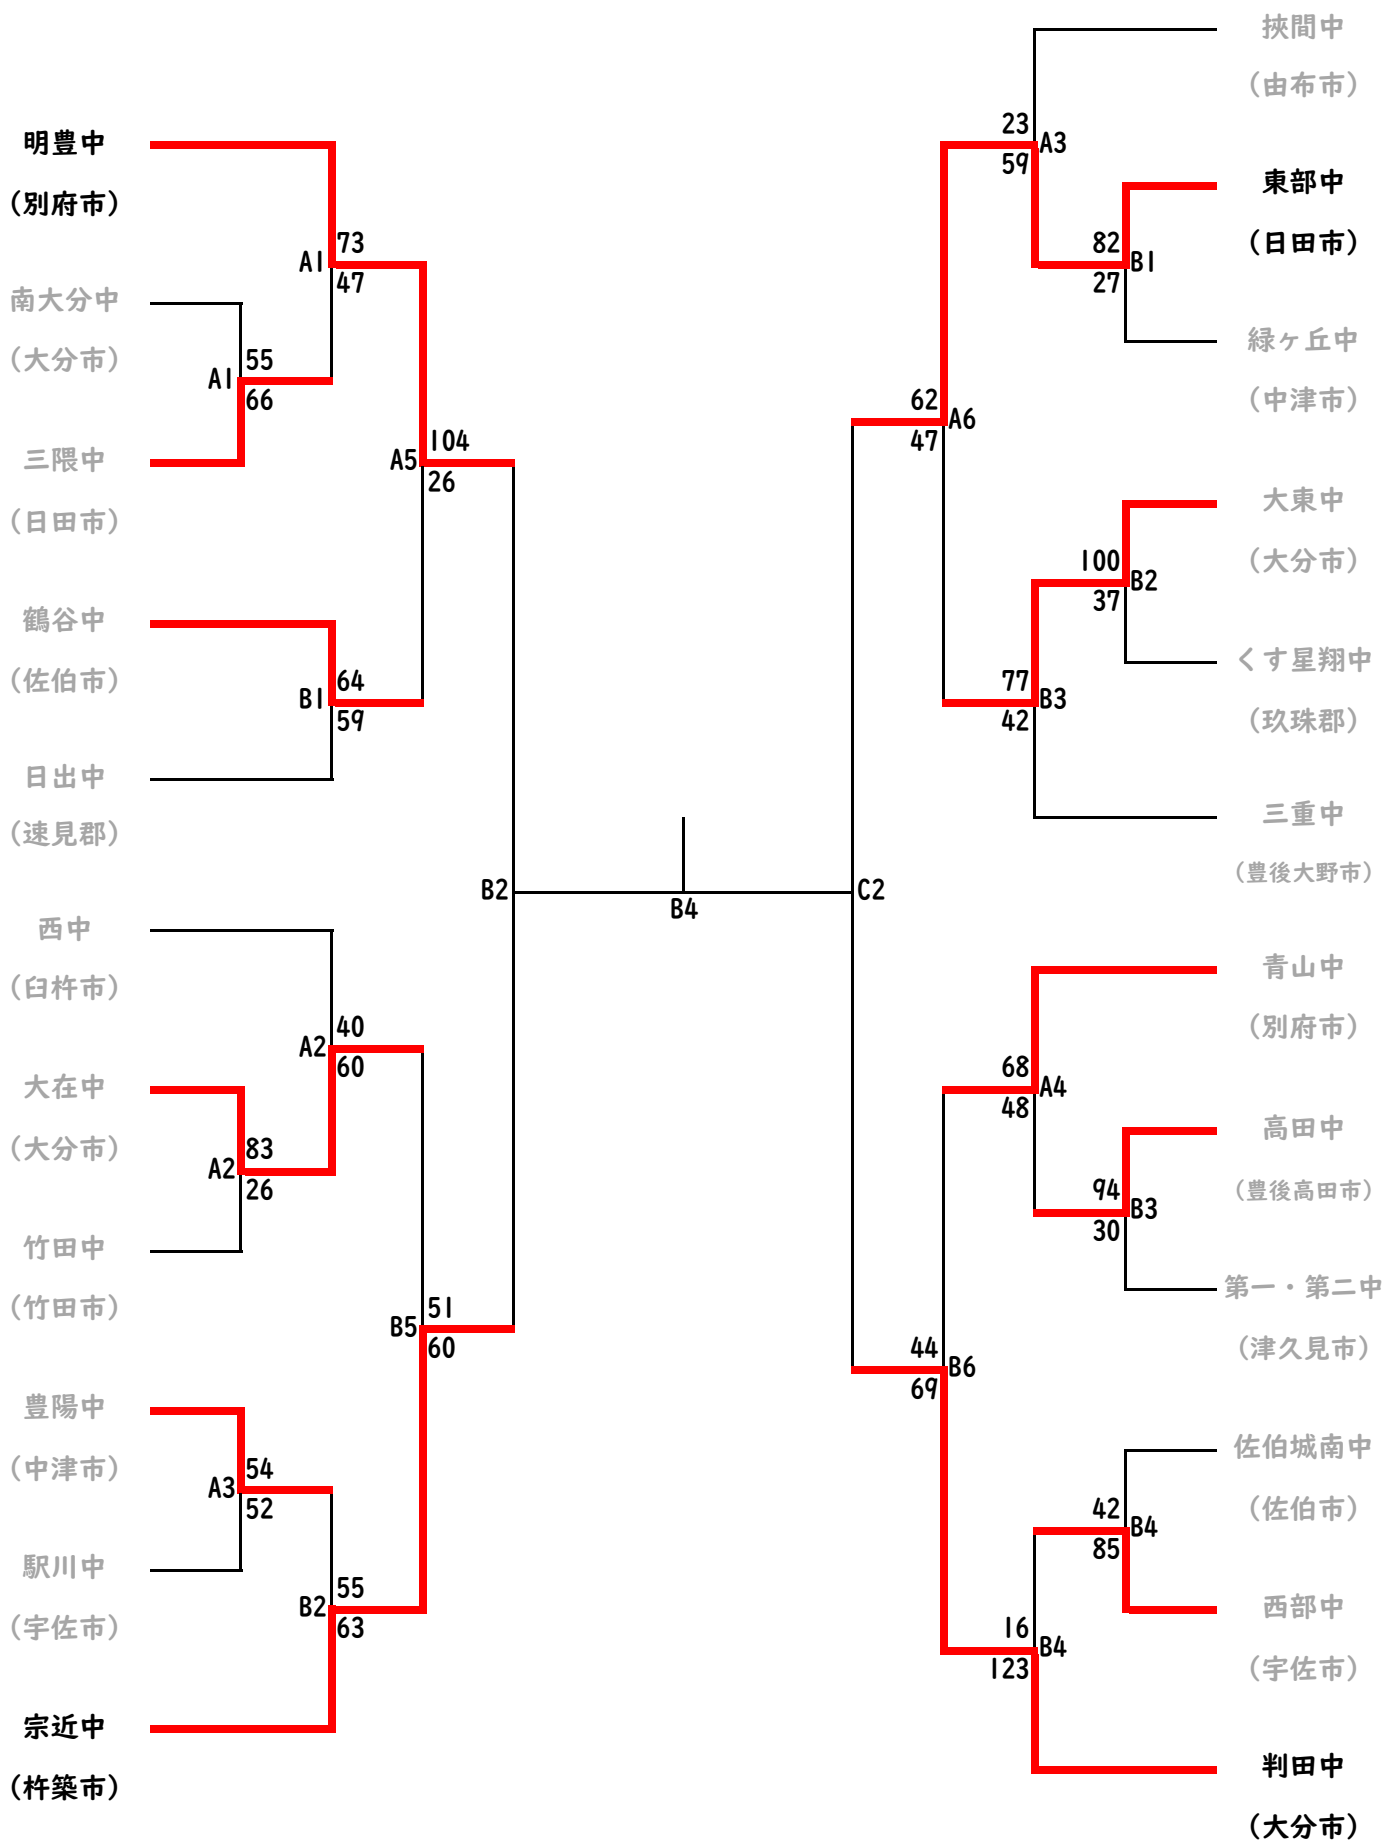 明豊中
(別府市)
南大分中
(大分市)
三隈中
(日田市)
鶴谷中
(佐伯市)
日出中
(速見郡)
西中
(臼杵市)
大在中
(大分市)
竹田中
(竹田市)
豊陽中
(中津市)
駅川中
(宇佐市)
宗近中
(杵築市)
A1
55
66
A2
83
26
A3
54
52
A1
73
47
B1
64
59
A2
40
60
B2
55
63
A5
104
26
B5
51
60
B2
B4
C2
62
A6
47
44
B6
69
23
A3
59
77
B3
42
68
A4
48
16
B4
123
82
B1
27
100
B2
37
94
B3
30
42
B4
85
挾間中
(由布市)
東部中
(日田市)
緑ヶ丘中
(中津市)
大東中
(大分市)
くす星翔中
(玖珠郡)
三重中
(豊後大野市)
青山中
(別府市)
高田中
(豊後高田市)
第一・第二中
(津久見市)
佐伯城南中
(佐伯市)
西部中
(宇佐市)
判田中
(大分市)